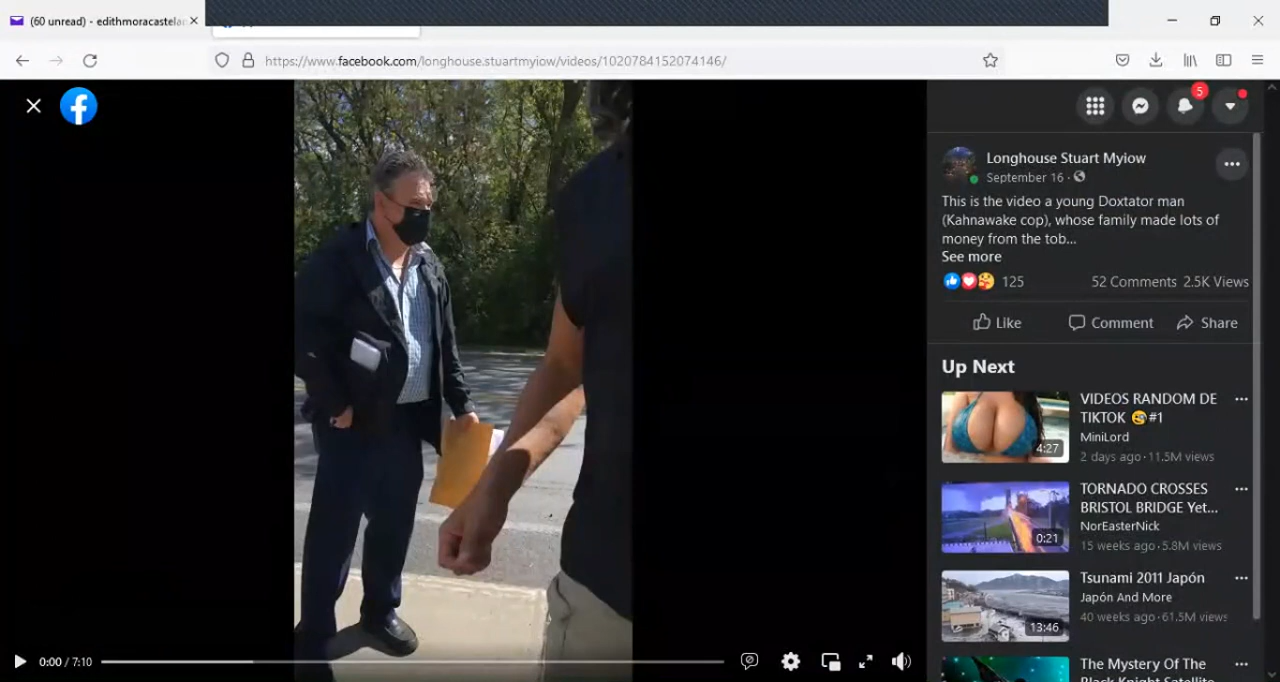 (60 unread) - edithmoracastela
https://www.facebook.com/longhouse.stuartmyiow/videos/1020784152074146/
5
Longhouse Stuart Myiow
September 16 ·
This is the video a young Doxtator man
(Kahnawake cop), whose family made lots of
money from the tob...
See more
125
52 Comments 2.5K Views
Like
Comment
Share
Up Next
VIDEOS RANDOM DE
TIKTOK #1
MiniLord
2 days ago · 11.5M views
4:27
TORNADO CROSSES
BRISTOL BRIDGE Yet...
NorEasterNick
15 weeks ago · 5.8M views
0:21
Tsunami 2011 Japón
Japón And More
40 weeks ago · 61.5M views
13:46
The Mystery Of The
Black Knight Satellite
0:00 / 7:10